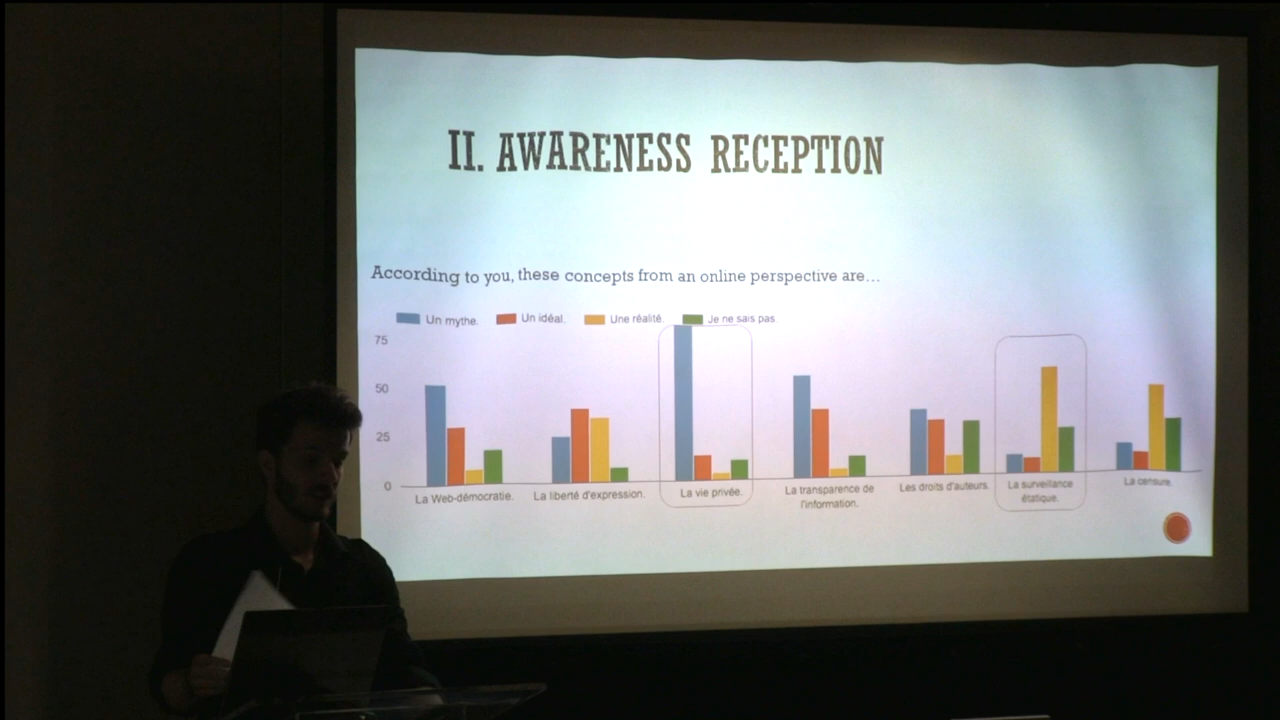 II. AWARENESS RECEPTION
According to you, these concepts from an online perspective are...
Un mythe. Un idéal. Une réalité. Je ne sais pas.
75
50
25
0
La Web-démocratie. La liberté d'expression. La vie privée. La transparence de l'information. Les droits d'auteurs. La surveillance étatique. La censure.